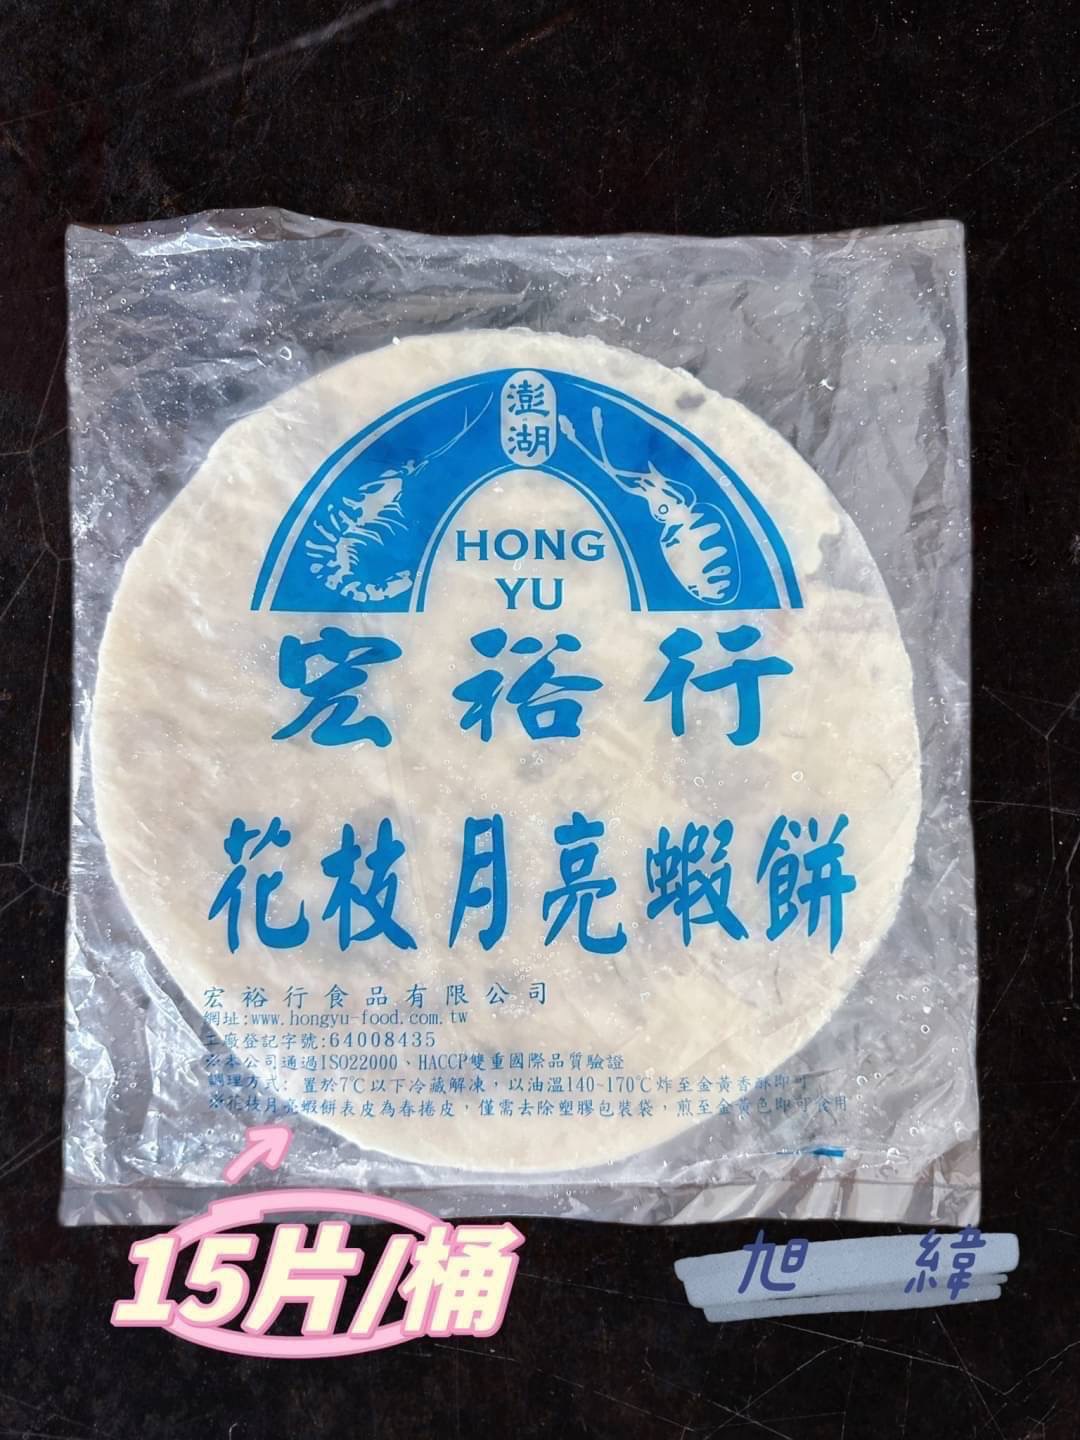 澎湖
HONG
YU
宏裕行
花枝月亮蝦餅
宏裕行食品有限公司
網址:www.hongyu-food.com.tw
工廠登記字號:64008435
※本公司通過ISO22000、HACCP雙重國際品質驗證
調理方式: 置於7℃以下冷藏解凍,以油溫140~170℃炸至金黃香酥即可
※花枝月亮蝦餅表皮為春捲皮,僅需去除塑膠包裝袋,煎至金黃色即可食用
15片/桶
旭 緯